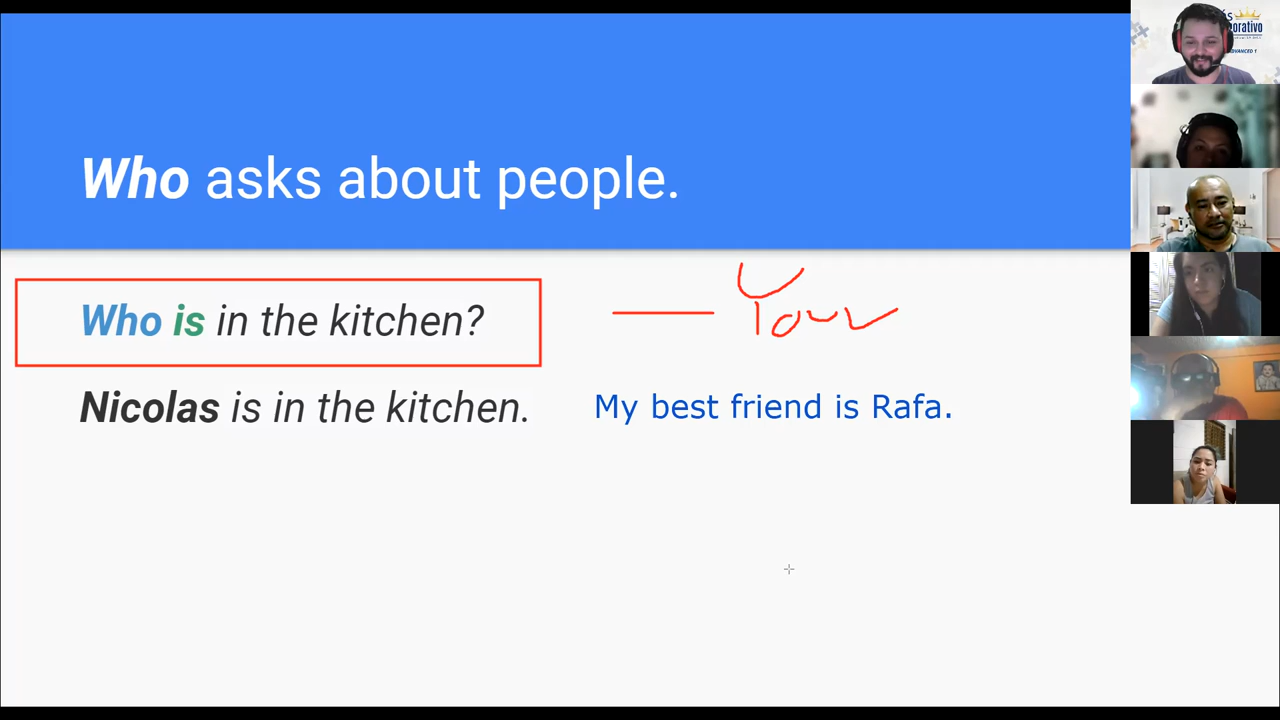 Who asks about people.
Who is in the kitchen?
Your
Nicolas is in the kitchen.
My best friend is Rafa.